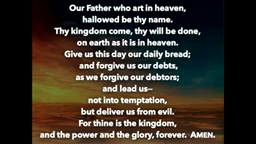 Our Father who art in heaven,
hallowed be thy name.
Thy kingdom come, thy will be done,
on earth as it is in heaven.
Give us this day our daily bread;
and forgive us our debts,
as we forgive our debtors;
and lead us–
not into temptation,
but deliver us from evil.
For thine is the kingdom,
and the power and the glory, forever. AMEN.